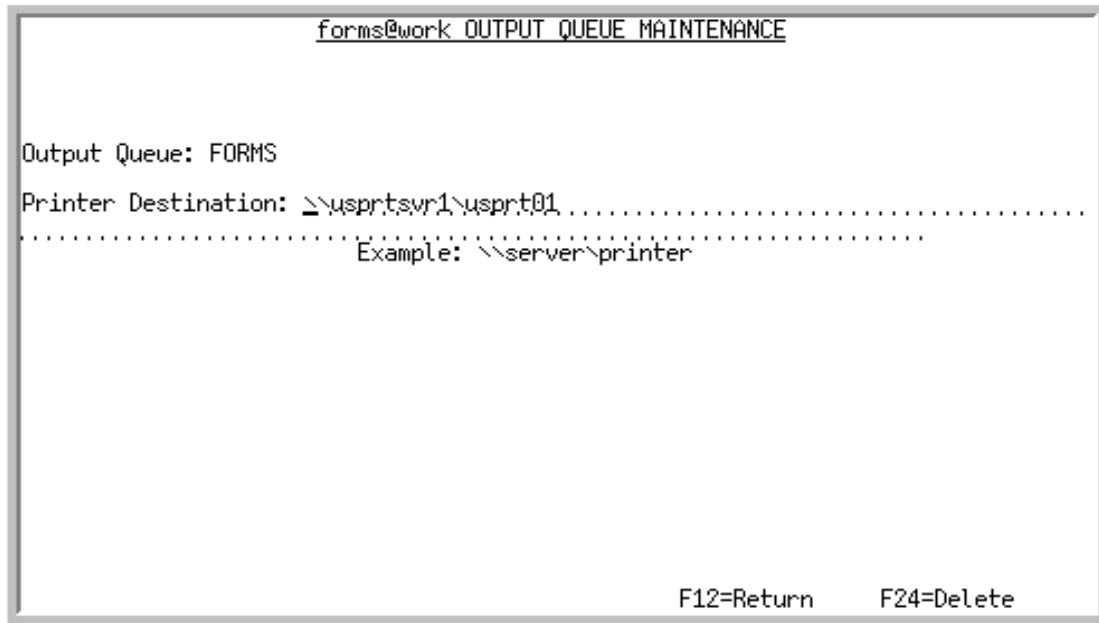 forms@work OUTPUT QUEUE MAINTENANCE
Output Queue: FORMS
Printer Destination: \\usprtsvr1\usprt01
Example: \\server\printer
F12=Return F24=Delete